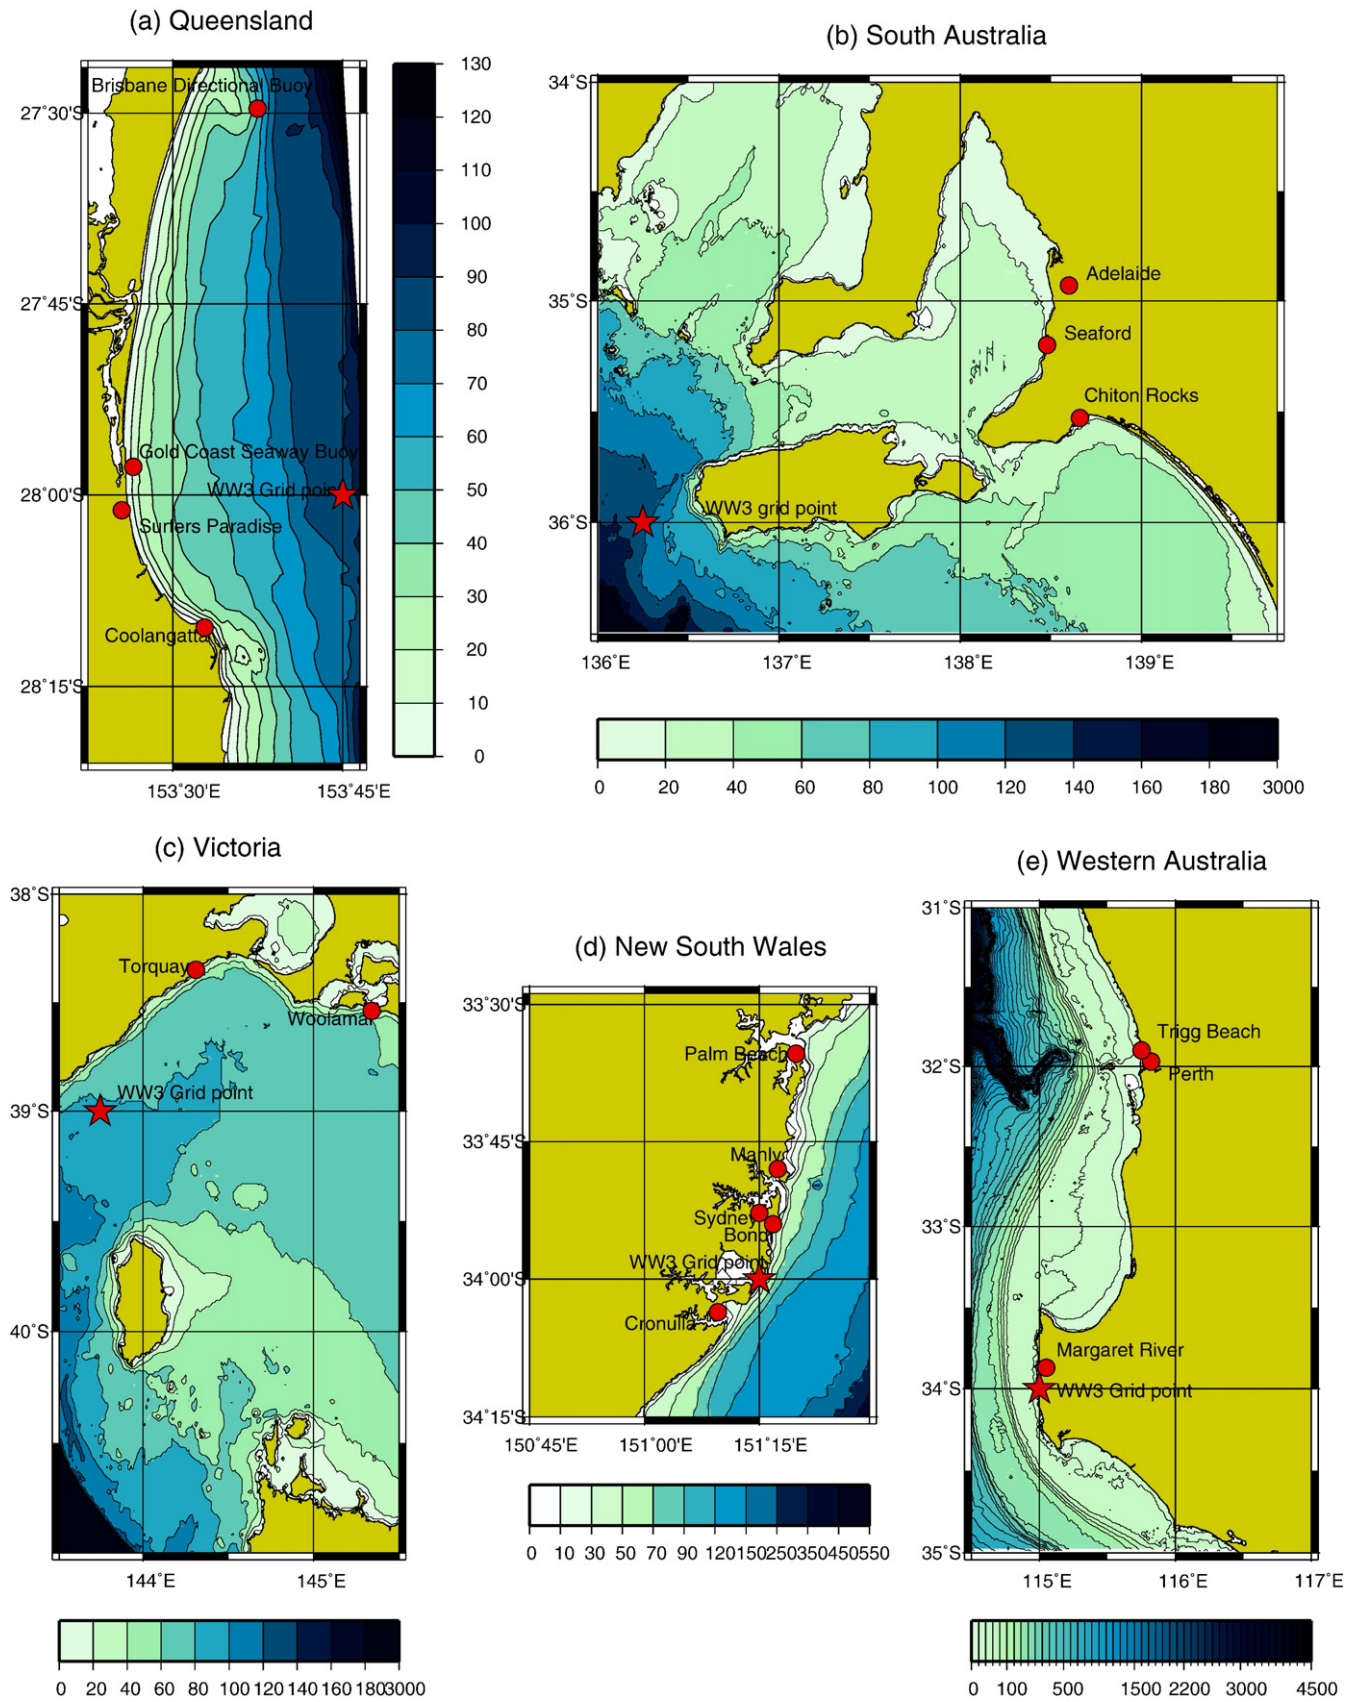 (a) Queensland
Brisbane Directional Buoy
27°30'S
27°45'S
Gold Coast Seaway Buoy
28°00'S
WW3 Grid point
Surfers Paradise
Coolangatta
28°15'S
153°30'E
153°45'E
130
120
110
100
90
80
70
60
50
40
30
20
10
0
(b) South Australia
34°S
35°S
Adelaide
Seaford
Chiton Rocks
WW3 grid point
36°S
136°E
137°E
138°E
139°E
0 20 40 60 80 100 120 140 160 180 3000
(c) Victoria
38°S
Torquay
Woolamai
WW3 Grid point
39°S
40°S
144°E
145°E
0 20 40 60 80 100 120 140 160 180 3000
(d) New South Wales
33°30'S
Palm Beach
33°45'S
Manly
Sydney
Bond
WW3 Grid point
34°00'S
Cronulla
34°15'S
150°45'E
151°00'E
151°15'E
0 10 30 50 70 90 120 150 250 350 450 550
(e) Western Australia
31°S
Trigg Beach
32°S
Perth
33°S
Margaret River
34°S
WW3 Grid point
35°S
115°E
116°E
117°E
0 100 500 1500 2200 3000 4500